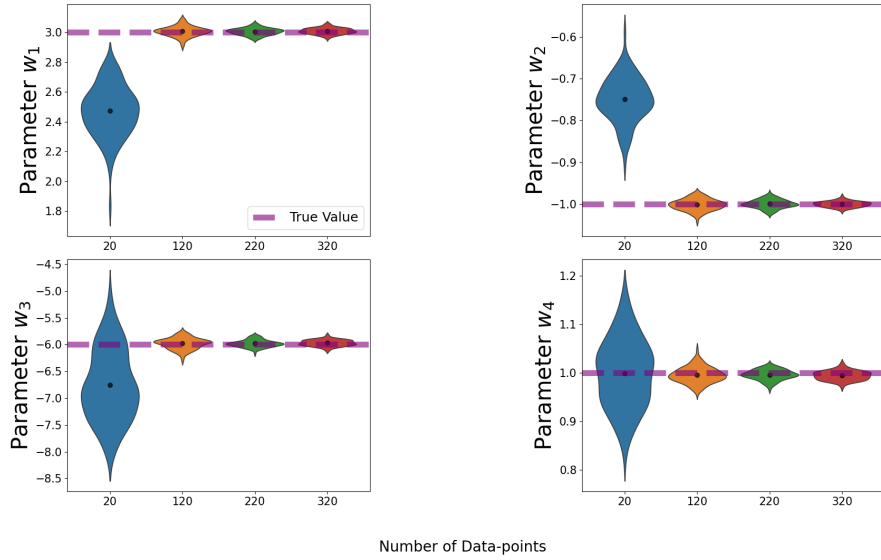 Parameter w₁
3.0
2.8
2.6
2.4
2.2
2.0
1.8
True Value
20 120 220 320
Parameter w₂
−0.6
−0.7
−0.8
−0.9
−1.0
20 120 220 320
Parameter w₃
−4.5
−5.0
−5.5
−6.0
−6.5
−7.0
−7.5
−8.0
−8.5
20 120 220 320
Parameter w₄
1.2
1.1
1.0
0.9
0.8
20 120 220 320
Number of Data-points